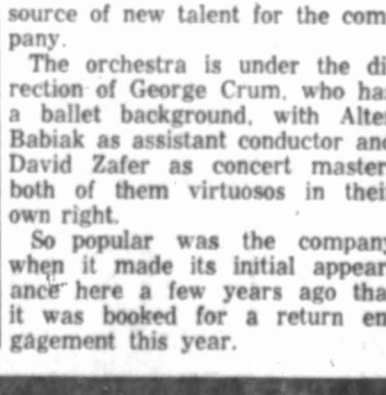 source of new talent for the com
pany.
The orchestra is under the di
rection of George Crum, who ha
a ballet background, with Alte
Babiak as assistant conductor an
David Zafer as concert master
both of them virtuosos in thei
own right.
So popular was the company
when it made its initial appear
ance here a few years ago tha
it was booked for a return en
gagement this year.